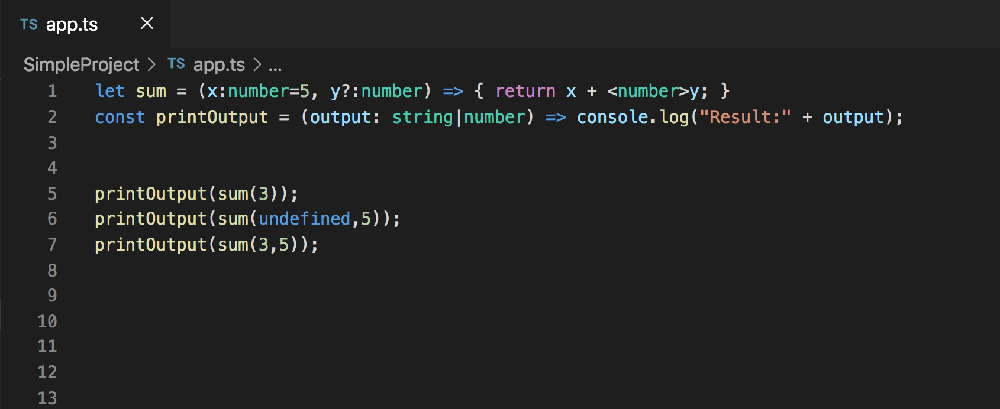 TS app.ts ×
SimpleProject > TS app.ts > ...
1 let sum = (x:number=5, y?:number) => { return x + <number>y; }
2 const printOutput = (output: string|number) => console.log("Result:" + output);
3
4
5 printOutput(sum(3));
6 printOutput(sum(undefined,5));
7 printOutput(sum(3,5));
8
9
10
11
12
13